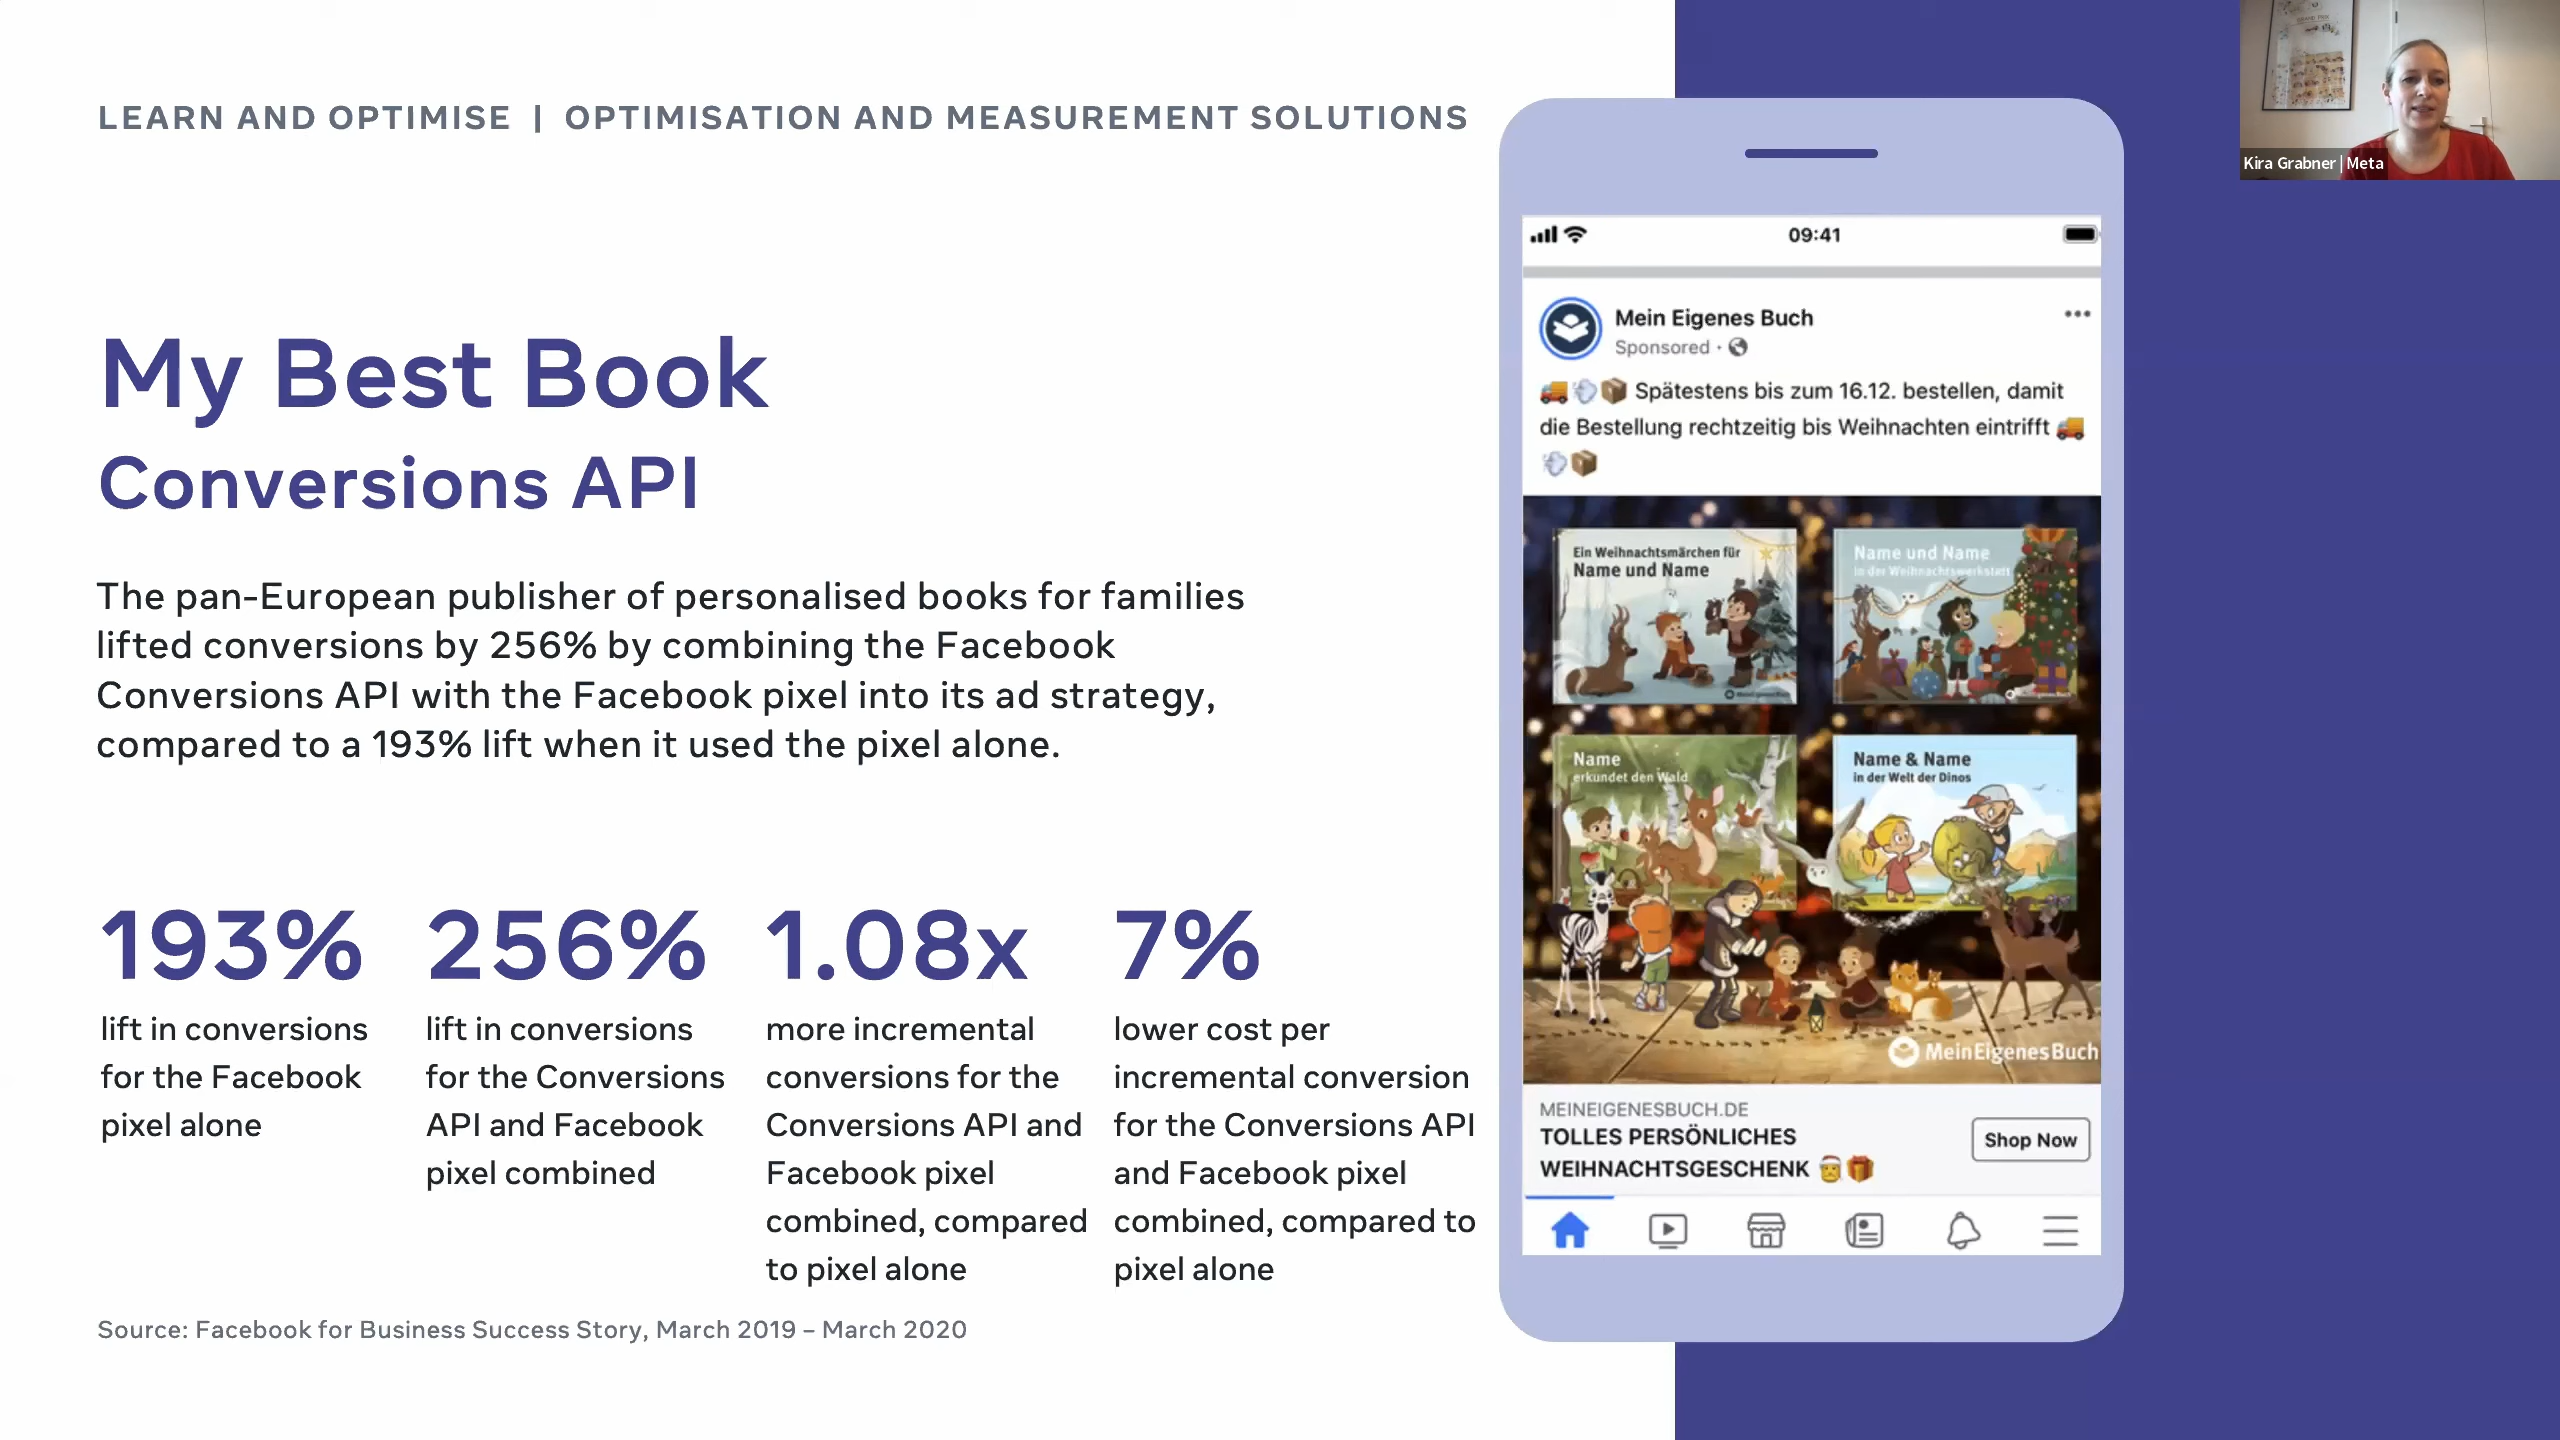 LEARN AND OPTIMISE | OPTIMISATION AND MEASUREMENT SOLUTIONS
Kira Grabner | Meta
My Best Book
Conversions API
The pan-European publisher of personalised books for families
lifted conversions by 256% by combining the Facebook
Conversions API with the Facebook pixel into its ad strategy,
compared to a 193% lift when it used the pixel alone.
193%
lift in conversions
for the Facebook
pixel alone
256%
lift in conversions
for the Conversions
API and Facebook
pixel combined
1.08x
more incremental
conversions for the
Conversions API and
Facebook pixel
combined, compared
to pixel alone
7%
lower cost per
incremental conversion
for the Conversions API
and Facebook pixel
combined, compared to
pixel alone
Source: Facebook for Business Success Story, March 2019 – March 2020
09:41
Mein Eigenes Buch
Sponsored ·
🚚💨📦 Spätestens bis zum 16.12. bestellen, damit
die Bestellung rechtzeitig bis Weihnachten eintrifft 🚚
💨📦
Ein Weihnachtsmärchen für
Name und Name
Name und Name
in der Weihnachtswerkstatt
Name
erkundet den Wald
Name & Name
in der Welt der Dinos
MeinEigenesBuch
MEINEIGENESBUCH.DE
TOLLES PERSÖNLICHES
WEIHNACHTSGESCHENK 🎅🎁
Shop Now